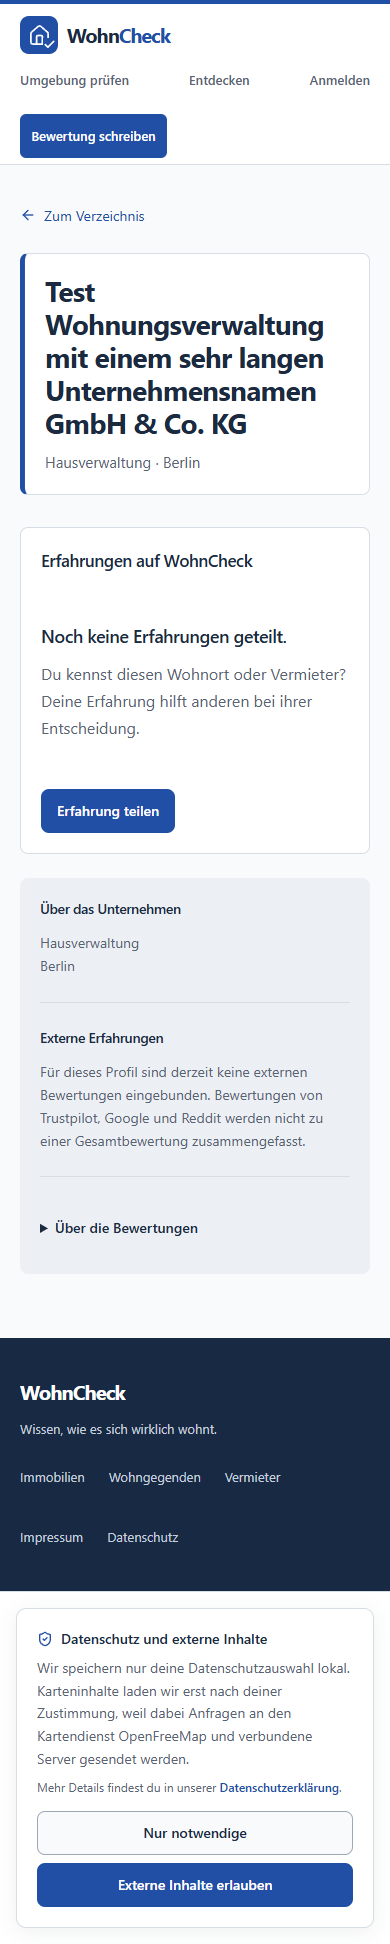 WohnCheck
Umgebung prüfen
Entdecken
Anmelden
Bewertung schreiben
Zum Verzeichnis
Test
Wohnungsverwaltung
mit einem sehr langen
Unternehmensnamen
GmbH & Co. KG
Hausverwaltung · Berlin
Erfahrungen auf WohnCheck
Noch keine Erfahrungen geteilt.
Du kennst diesen Wohnort oder Vermieter?
Deine Erfahrung hilft anderen bei ihrer
Entscheidung.
Erfahrung teilen
Über das Unternehmen
Hausverwaltung
Berlin
Externe Erfahrungen
Für dieses Profil sind derzeit keine externen
Bewertungen eingebunden. Bewertungen von
Trustpilot, Google und Reddit werden nicht zu
einer Gesamtbewertung zusammengefasst.
Über die Bewertungen
WohnCheck
Wissen, wie es sich wirklich wohnt.
Immobilien
Wohngegenden
Vermieter
Impressum
Datenschutz
Datenschutz und externe Inhalte
Wir speichern nur deine Datenschutzauswahl lokal.
Karteninhalte laden wir erst nach deiner
Zustimmung, weil dabei Anfragen an den
Kartendienst OpenFreeMap und verbundene
Server gesendet werden.
Mehr Details findest du in unserer Datenschutzerklärung.
Nur notwendige
Externe Inhalte erlauben